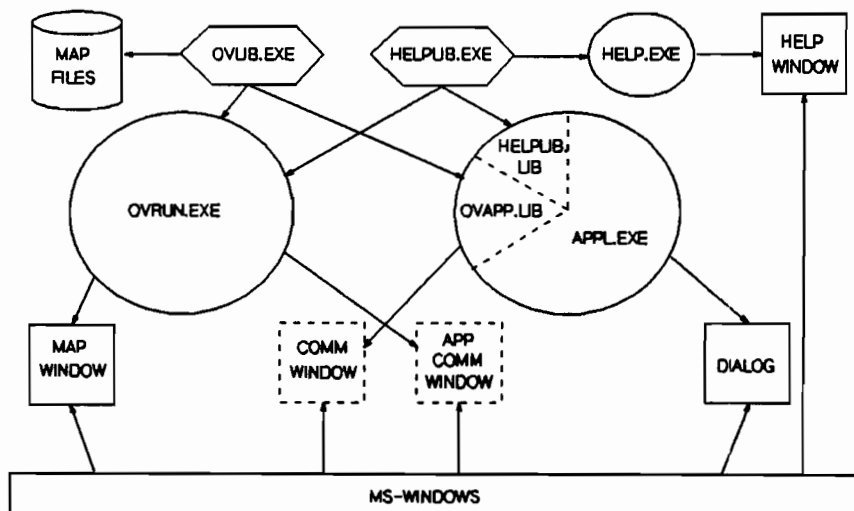 MAP
FILES
OVLIB.EXE
HELPLIB.EXE
HELP.EXE
HELP
WINDOW
HELPLIB.
LIB
OVRUN.EXE
OVAPP.LIB
APPL.EXE
MAP
WINDOW
COMM
WINDOW
APP
COMM
WINDOW
DIALOG
MS-WINDOWS